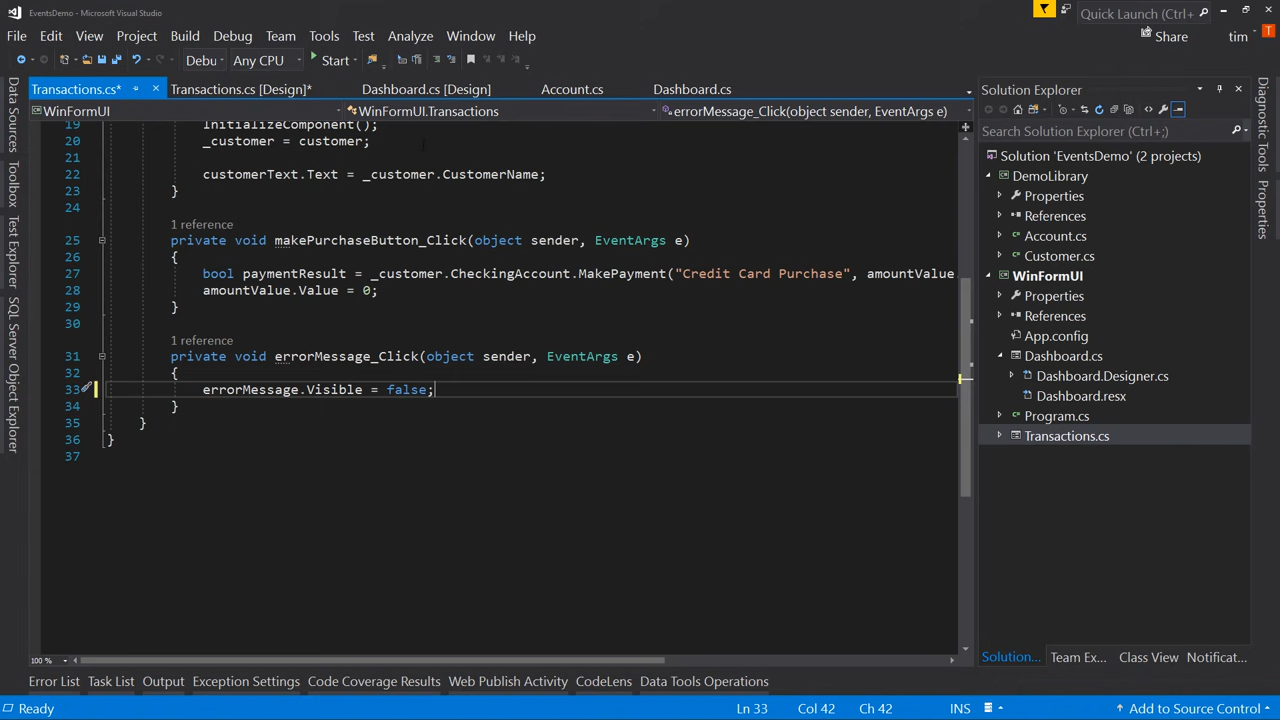 EventsDemo - Microsoft Visual Studio
Quick Launch (Ctrl+
File Edit View Project Build Debug Team Tools Test Analyze Window Help
Share
tim
T
Debu Any CPU Start
Transactions.cs* Transactions.cs [Design]* Dashboard.cs [Design] Account.cs Dashboard.cs
WinFormUI WinFormUI.Transactions errorMessage_Click(object sender, EventArgs e)
19 InitializeComponent();
20 _customer = customer;
21
22 customerText.Text = _customer.CustomerName;
23 }
24
1 reference
25 private void makePurchaseButton_Click(object sender, EventArgs e)
26 {
27 bool paymentResult = _customer.CheckingAccount.MakePayment("Credit Card Purchase", amountValue
28 amountValue.Value = 0;
29 }
30
1 reference
31 private void errorMessage_Click(object sender, EventArgs e)
32 {
33 errorMessage.Visible = false;
34 }
35 }
36 }
37
100 %
Data Sources
Toolbox
Test Explorer
SQL Server Object Explorer
Solution Explorer
Search Solution Explorer (Ctrl+;)
Solution 'EventsDemo' (2 projects)
DemoLibrary
Properties
References
Account.cs
Customer.cs
WinFormUI
Properties
References
App.config
Dashboard.cs
Dashboard.Designer.cs
Dashboard.resx
Program.cs
Transactions.cs
Solution... Team Ex... Class View Notificat...
Diagnostic Tools
Properties
Error List Task List Output Exception Settings Code Coverage Results Web Publish Activity CodeLens Data Tools Operations
Ready Ln 33 Col 42 Ch 42 INS Add to Source Control